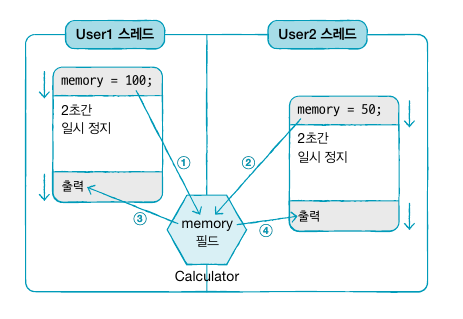 User1 스레드
User2 스레드
memory = 100;
2초간
일시 정지
출력
memory = 50;
2초간
일시 정지
출력
①
②
③
④
memory
필드
Calculator